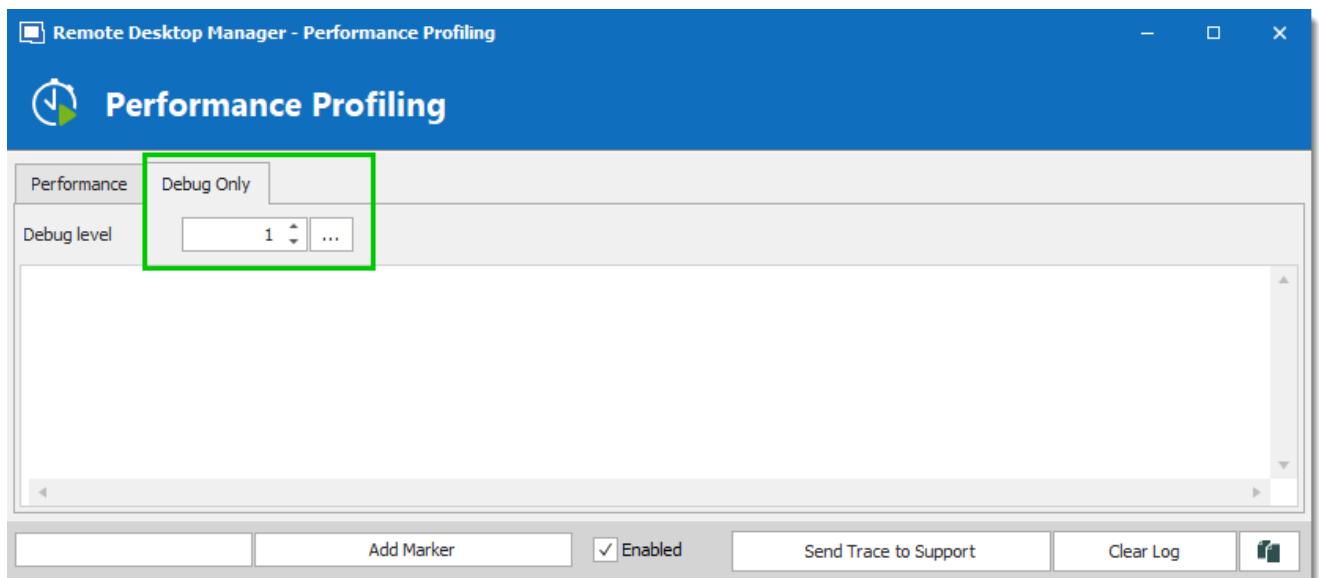 Remote Desktop Manager - Performance Profiling
Performance Profiling
Performance Debug Only
Debug level 1 ...
Add Marker Enabled Send Trace to Support Clear Log